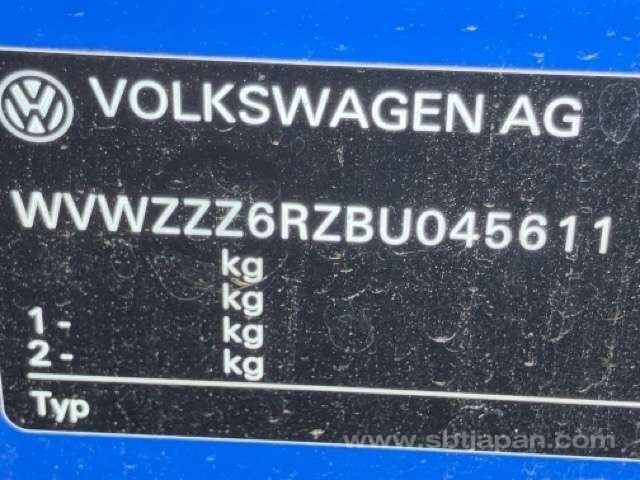 VOLKSWAGEN AG
WVWZZZ6RZBU045611
kg
kg
1 - kg
2 - kg
Typ
www.sbtjapan.com